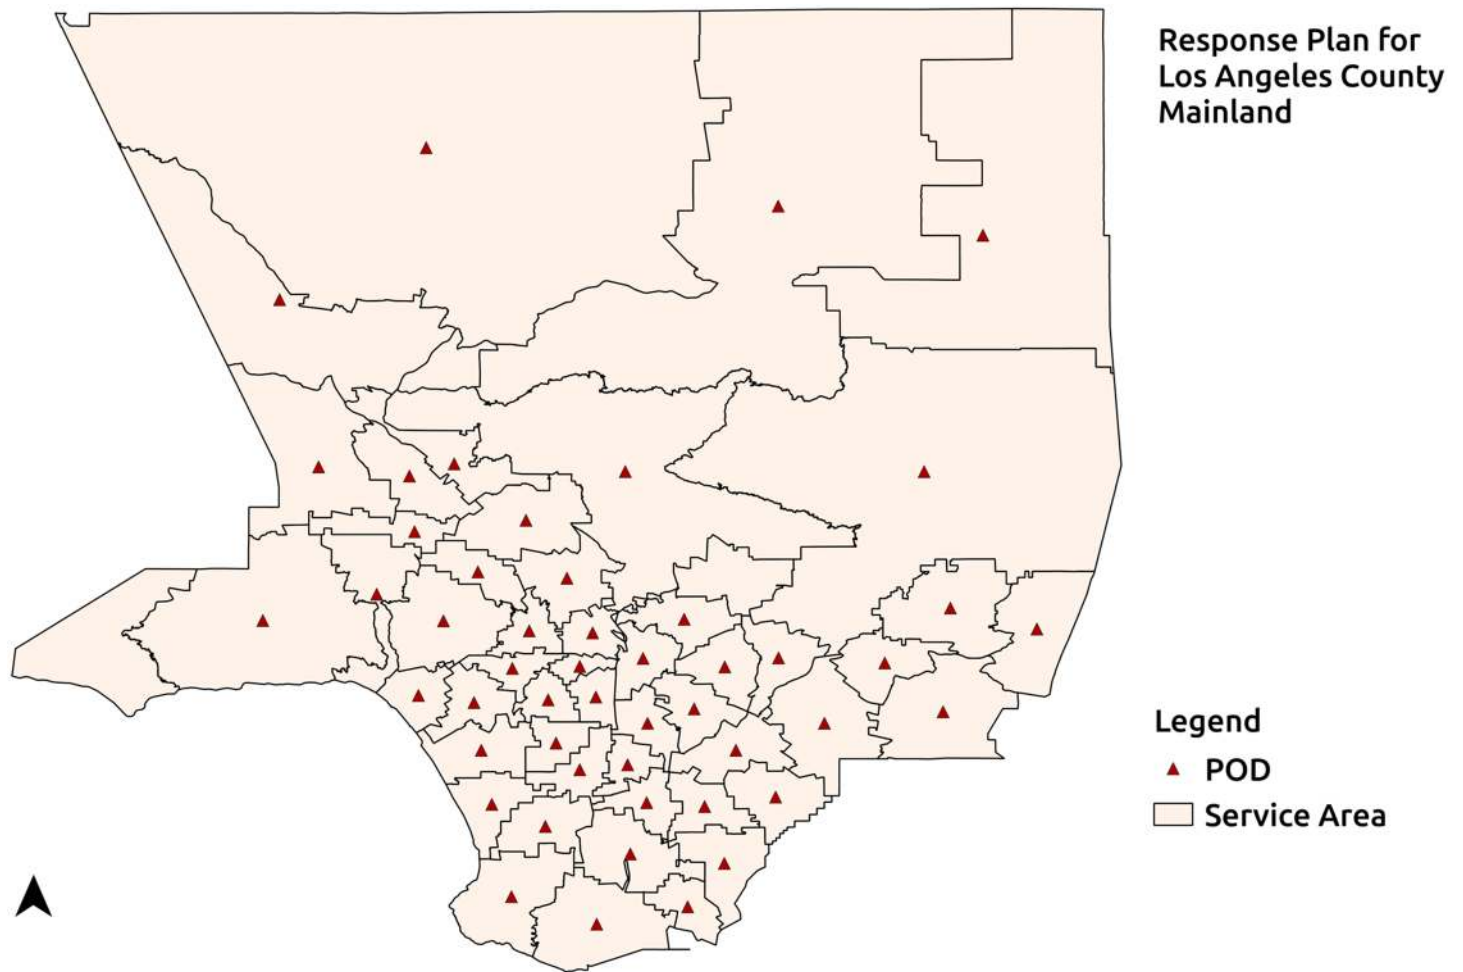 Response Plan for
Los Angeles County
Mainland
Legend
POD
Service Area